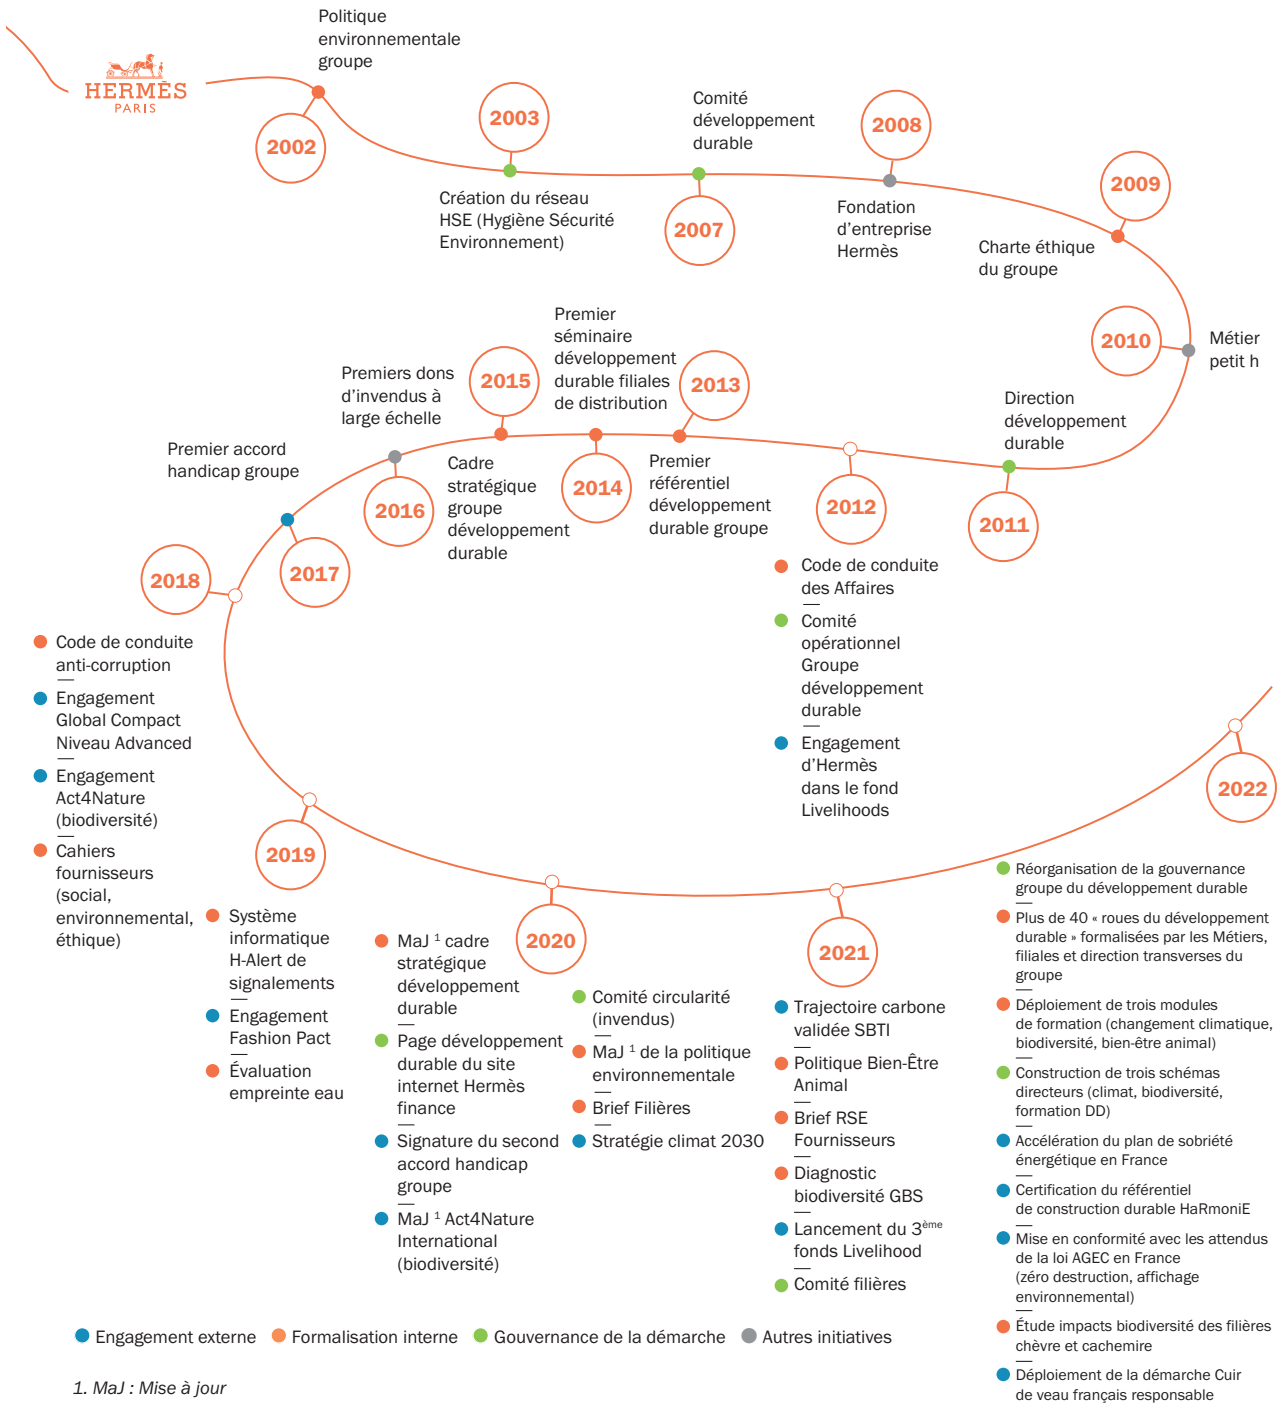 HERMÈS
PARIS
Politique
environnementale
groupe
2002
2003
Création du réseau
HSE (Hygiène Sécurité
Environnement)
Comité
développement
durable
2007
2008
Fondation
d’entreprise
Hermès
2009
Charte éthique
du groupe
2010
Métier
petit h
Direction
développement
durable
2011
2012
Code de conduite
des Affaires
Comité
opérationnel
Groupe
développement
durable
Engagement
d’Hermès
dans le fond
Livelihoods
2013
Premier
référentiel
développement
durable groupe
Premier
séminaire
développement
durable filiales
de distribution
2014
2015
Cadre
stratégique
groupe
développement
durable
Premiers dons
d’invendus à
large échelle
2016
Premier accord
handicap groupe
2017
2018
Code de conduite
anti-corruption
Engagement
Global Compact
Niveau Advanced
Engagement
Act4Nature
(biodiversité)
Cahiers
fournisseurs
(social,
environnemental,
éthique)
2019
Système
informatique
H-Alert de
signalements
Engagement
Fashion Pact
Évaluation
empreinte eau
2020
MaJ 1 cadre
stratégique
développement
durable
Page développement
durable du site
internet Hermès
finance
Signature du second
accord handicap
groupe
MaJ 1 Act4Nature
International
(biodiversité)
Comité circularité
(invendus)
MaJ 1 de la politique
environnementale
Brief Filières
Stratégie climat 2030
2021
Trajectoire carbone
validée SBTI
Politique Bien-Être
Animal
Brief RSE
Fournisseurs
Diagnostic
biodiversité GBS
Lancement du 3ème
fonds Livelihood
Comité filières
2022
Réorganisation de la gouvernance
groupe du développement durable
Plus de 40 « roues du développement
durable » formalisées par les Métiers,
filiales et direction transverses du
groupe
Déploiement de trois modules
de formation (changement climatique,
biodiversité, bien-être animal)
Construction de trois schémas
directeurs (climat, biodiversité,
formation DD)
Accélération du plan de sobriété
énergétique en France
Certification du référentiel
de construction durable HaRmoniE
Mise en conformité avec les attendus
de la loi AGEC en France
(zéro destruction, affichage
environnemental)
Étude impacts biodiversité des filières
chèvre et cachemire
Déploiement de la démarche Cuir
de veau français responsable
Engagement externe
Formalisation interne
Gouvernance de la démarche
Autres initiatives
1. MaJ : Mise à jour